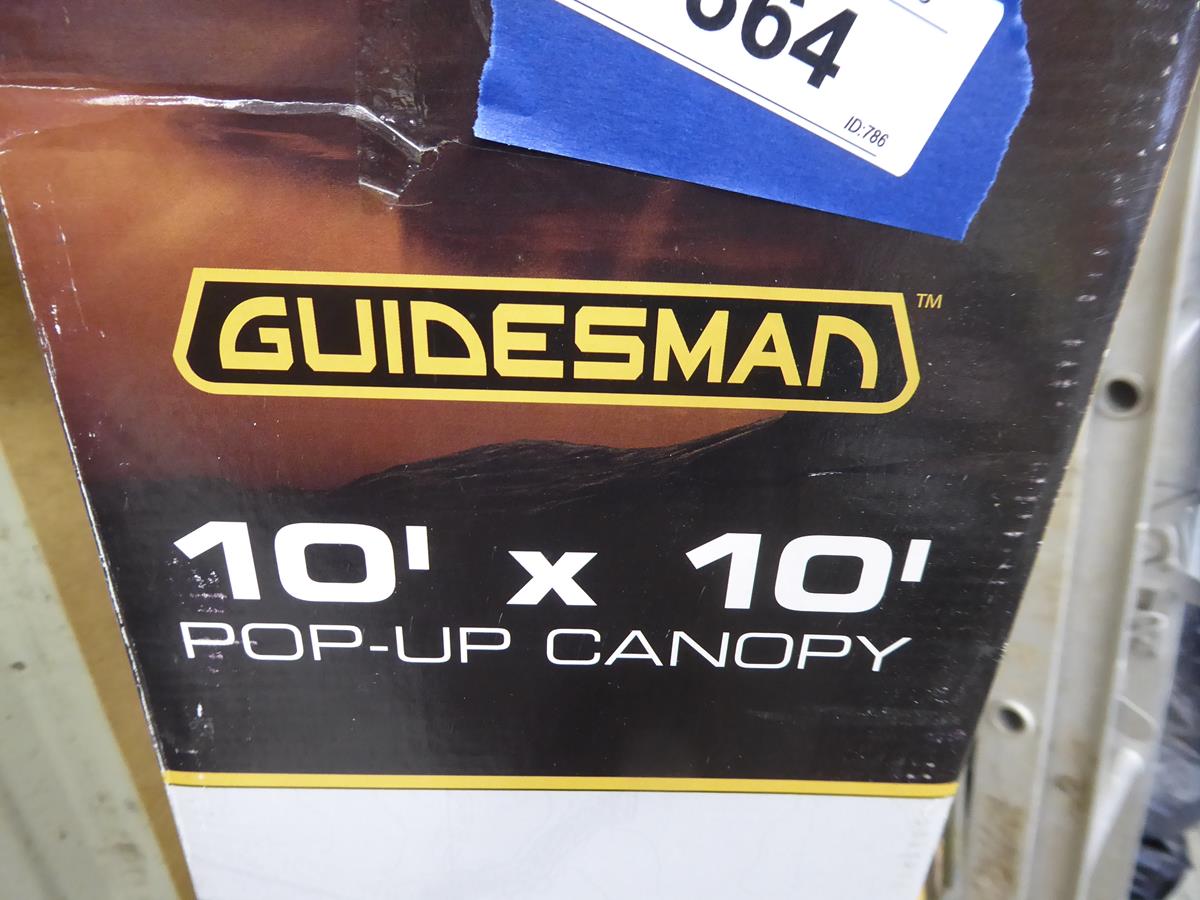 664
ID:786
GUIDESMAN™
10' x 10'
POP-UP CANOPY